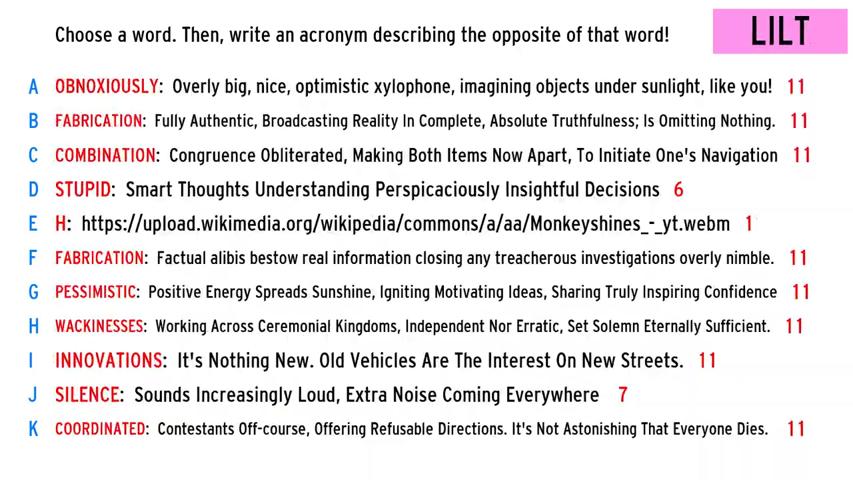 Choose a word. Then, write an acronym describing the opposite of that word!
LILT
A OBNOXIOUSLY: Overly big, nice, optimistic xylophone, imagining objects under sunlight, like you! 11
B FABRICATION: Fully Authentic, Broadcasting Reality In Complete, Absolute Truthfulness; Is Omitting Nothing. 11
C COMBINATION: Congruence Obliterated, Making Both Items Now Apart, To Initiate One's Navigation 11
D STUPID: Smart Thoughts Understanding Perspicaciously Insightful Decisions 6
E H: https://upload.wikimedia.org/wikipedia/commons/a/aa/Monkeyshines_-_yt.webm 1
F FABRICATION: Factual alibis bestow real information closing any treacherous investigations overly nimble. 11
G PESSIMISTIC: Positive Energy Spreads Sunshine, Igniting Motivating Ideas, Sharing Truly Inspiring Confidence 11
H WACKINESSES: Working Across Ceremonial Kingdoms, Independent Nor Erratic, Set Solemn Eternally Sufficient. 11
I INNOVATIONS: It's Nothing New. Old Vehicles Are The Interest On New Streets. 11
J SILENCE: Sounds Increasingly Loud, Extra Noise Coming Everywhere 7
K COORDINATED: Contestants Off-course, Offering Refusable Directions. It's Not Astonishing That Everyone Dies. 11